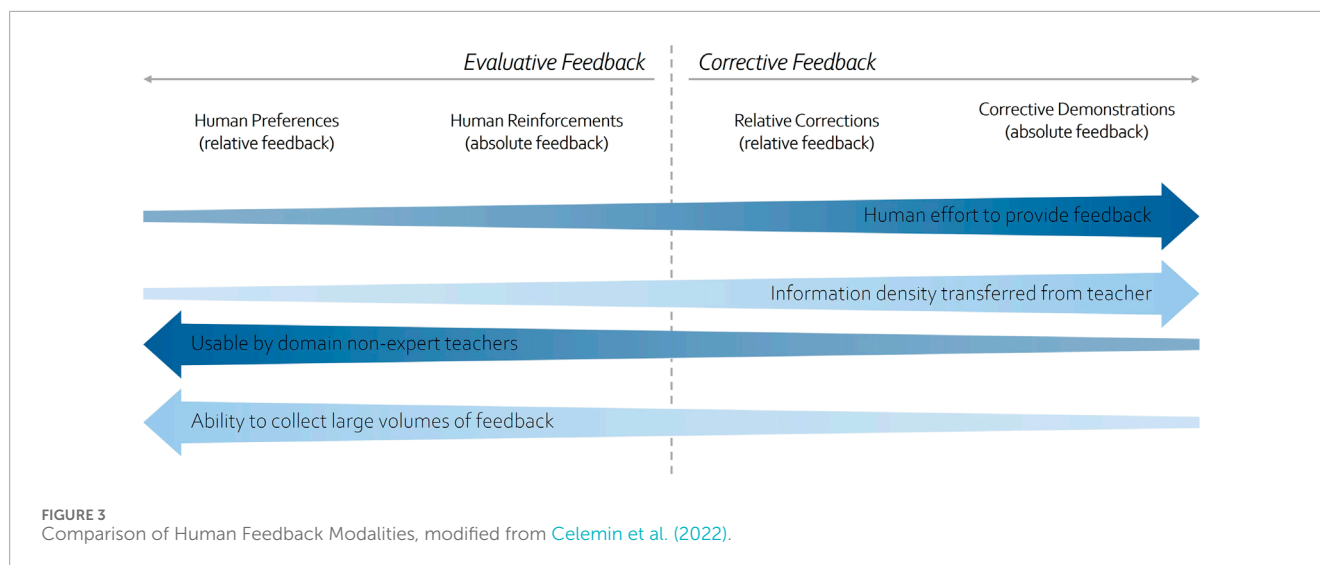 Evaluative Feedback
Corrective Feedback
Human Preferences
(relative feedback)
Human Reinforcements
(absolute feedback)
Relative Corrections
(relative feedback)
Corrective Demonstrations
(absolute feedback)
Human effort to provide feedback
Information density transferred from teacher
Usable by domain non-expert teachers
Ability to collect large volumes of feedback
FIGURE 3
Comparison of Human Feedback Modalities, modified from Celemin et al. (2022).